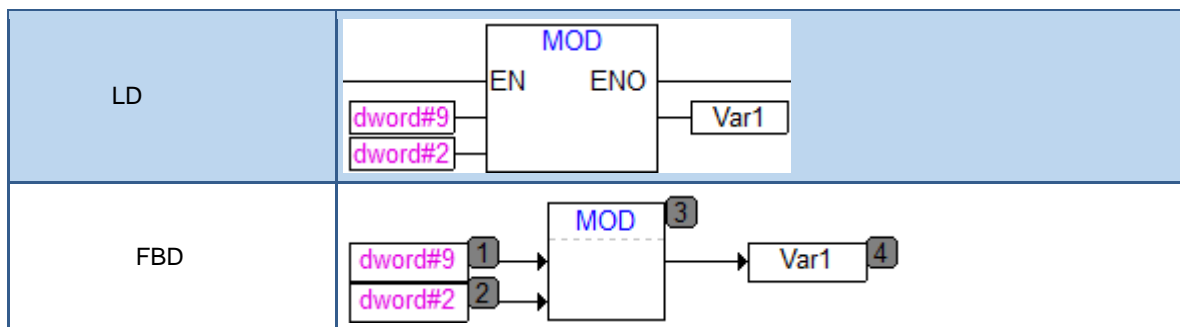 LD
MOD
EN ENO
dword#9
Var1
dword#2
FBD
MOD 3
dword#9 1
Var1 4
dword#2 2